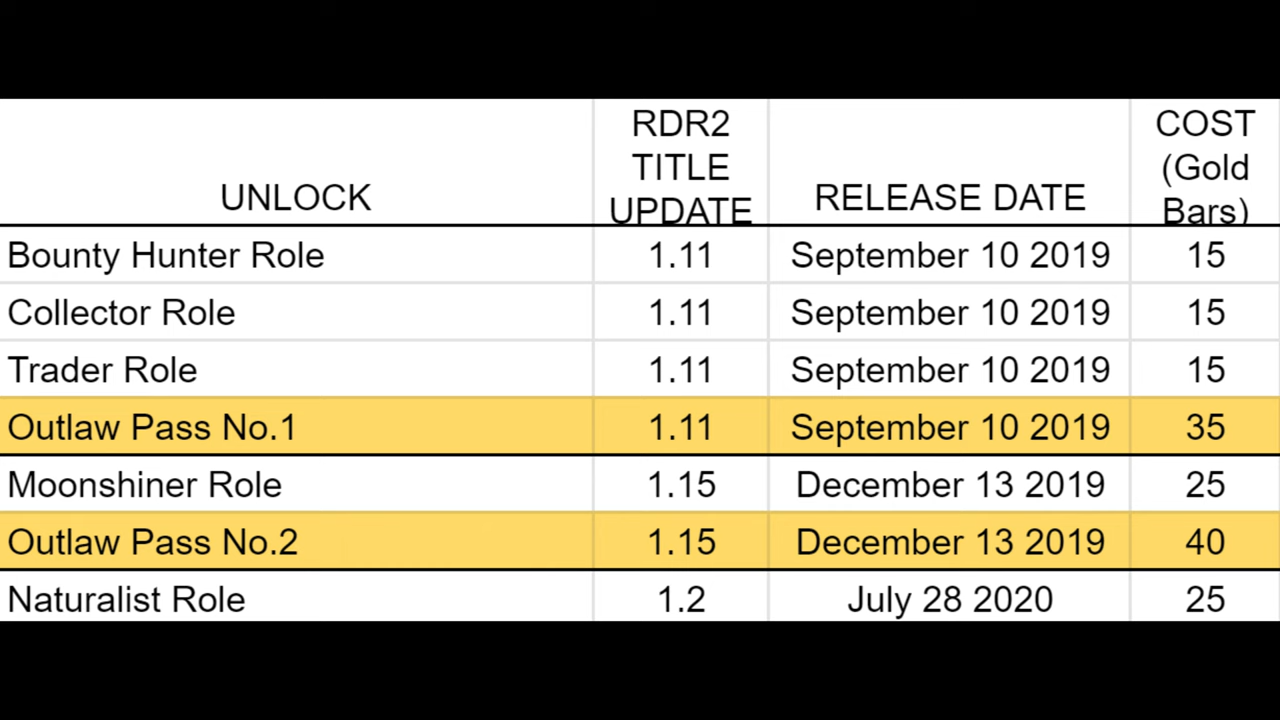 UNLOCK RDR2 TITLE UPDATE RELEASE DATE COST (Gold Bars)
Bounty Hunter Role 1.11 September 10 2019 15
Collector Role 1.11 September 10 2019 15
Trader Role 1.11 September 10 2019 15
Outlaw Pass No.1 1.11 September 10 2019 35
Moonshiner Role 1.15 December 13 2019 25
Outlaw Pass No.2 1.15 December 13 2019 40
Naturalist Role 1.2 July 28 2020 25